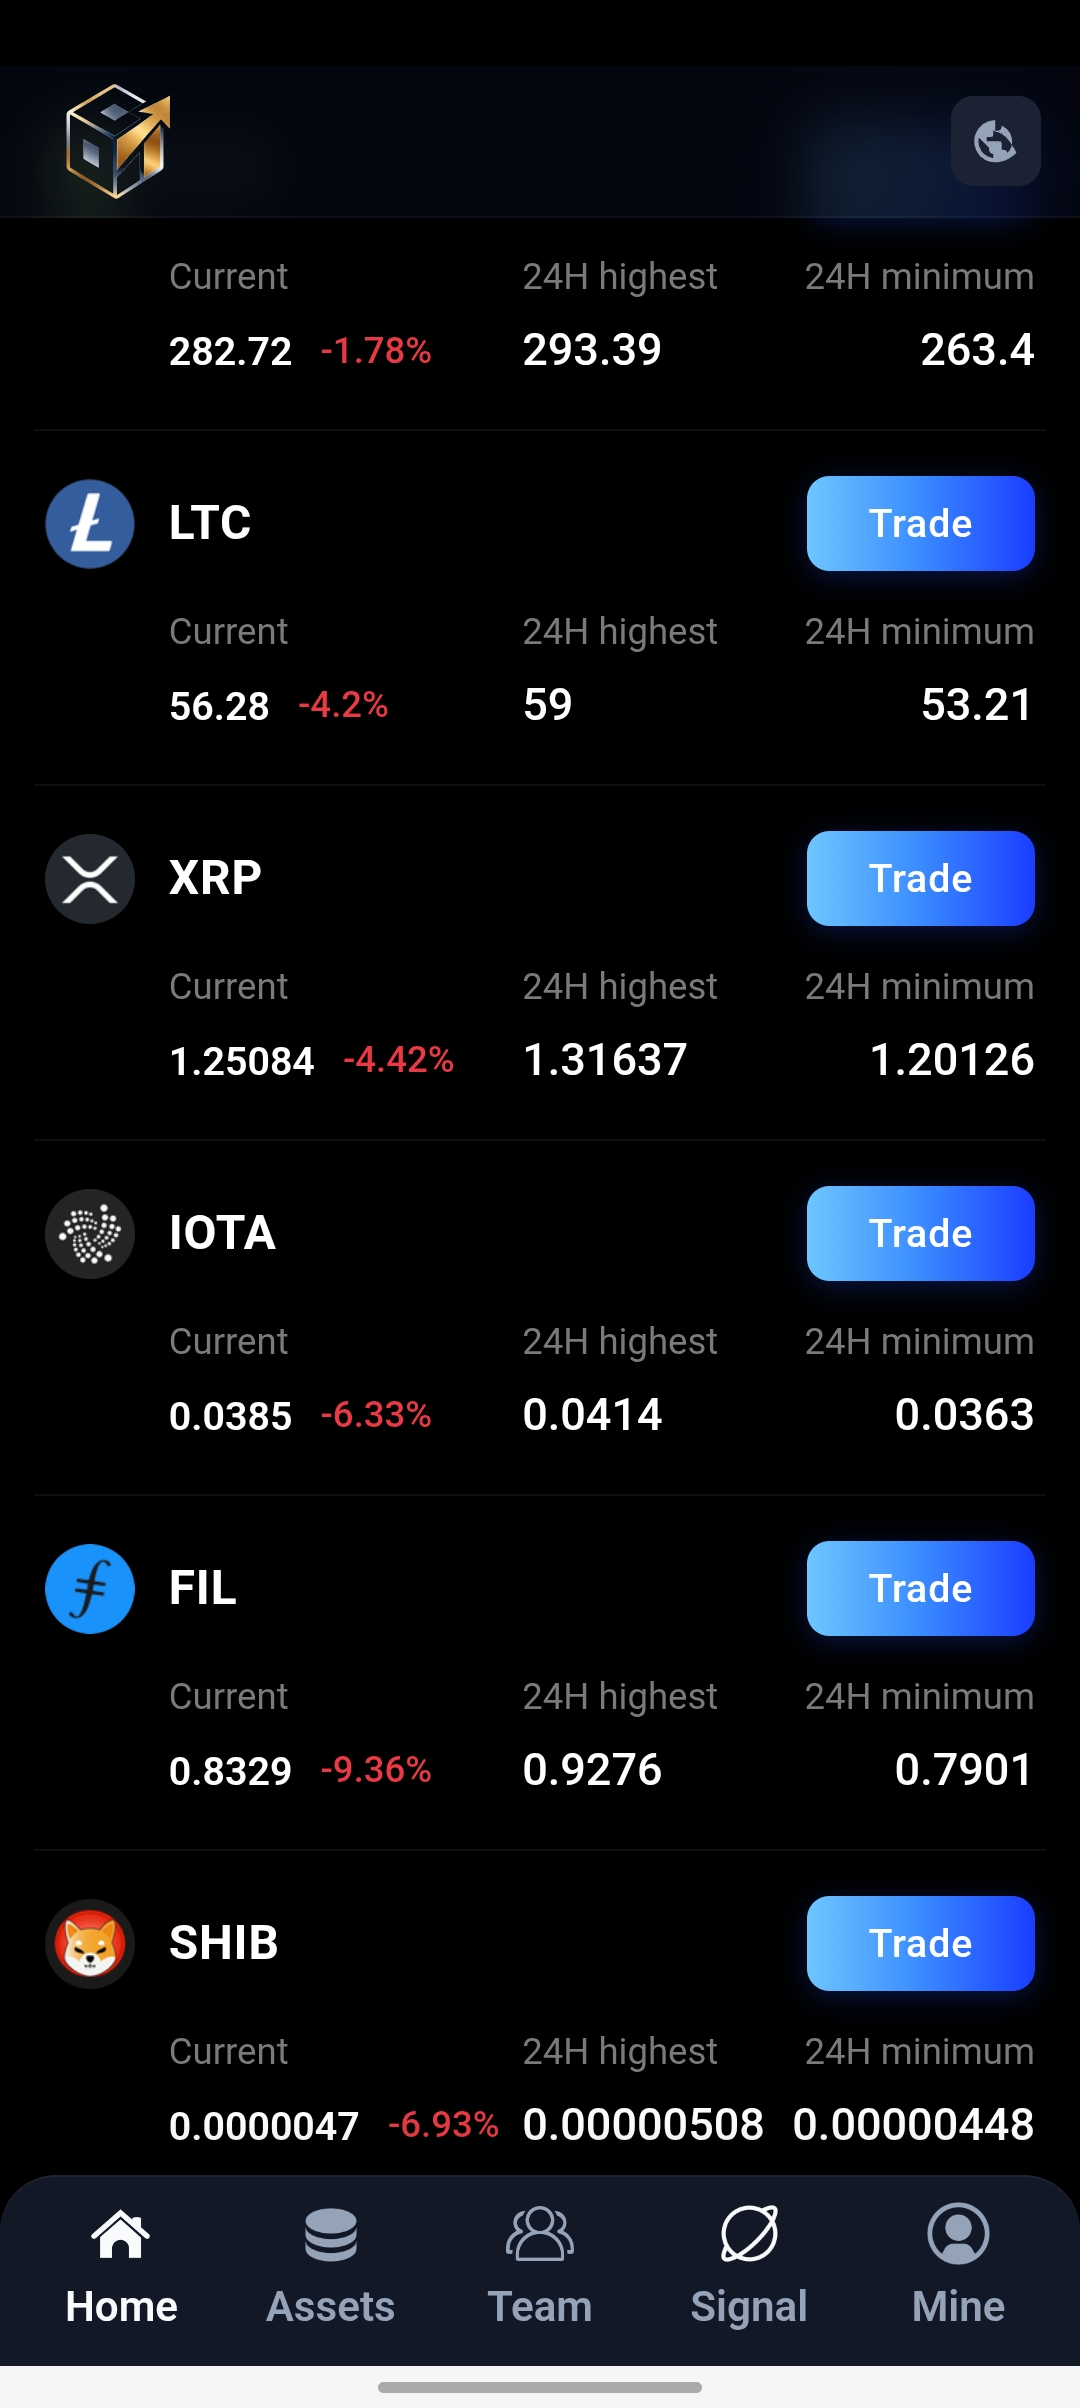 Current 24H highest 24H minimum
282.72 -1.78% 293.39 263.4
LTC Trade
Current 24H highest 24H minimum
56.28 -4.2% 59 53.21
XRP Trade
Current 24H highest 24H minimum
1.25084 -4.42% 1.31637 1.20126
IOTA Trade
Current 24H highest 24H minimum
0.0385 -6.33% 0.0414 0.0363
FIL Trade
Current 24H highest 24H minimum
0.8329 -9.36% 0.9276 0.7901
SHIB Trade
Current 24H highest 24H minimum
0.0000047 -6.93% 0.00000508 0.00000448
Home Assets Team Signal Mine